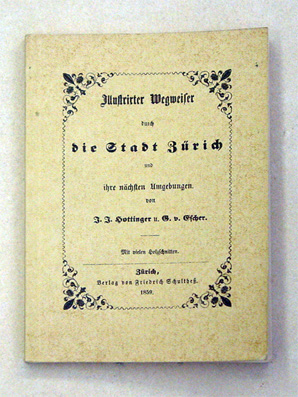 Illustrirter Wegweiser
durch
die Stadt Zürich
und
ihre nächsten Umgebungen
von
J. J. Hottinger u. G. v. Escher.
Mit vielen Holzschnitten.
Zürich,
Verlag von Friedrich Schultheß.
1859.